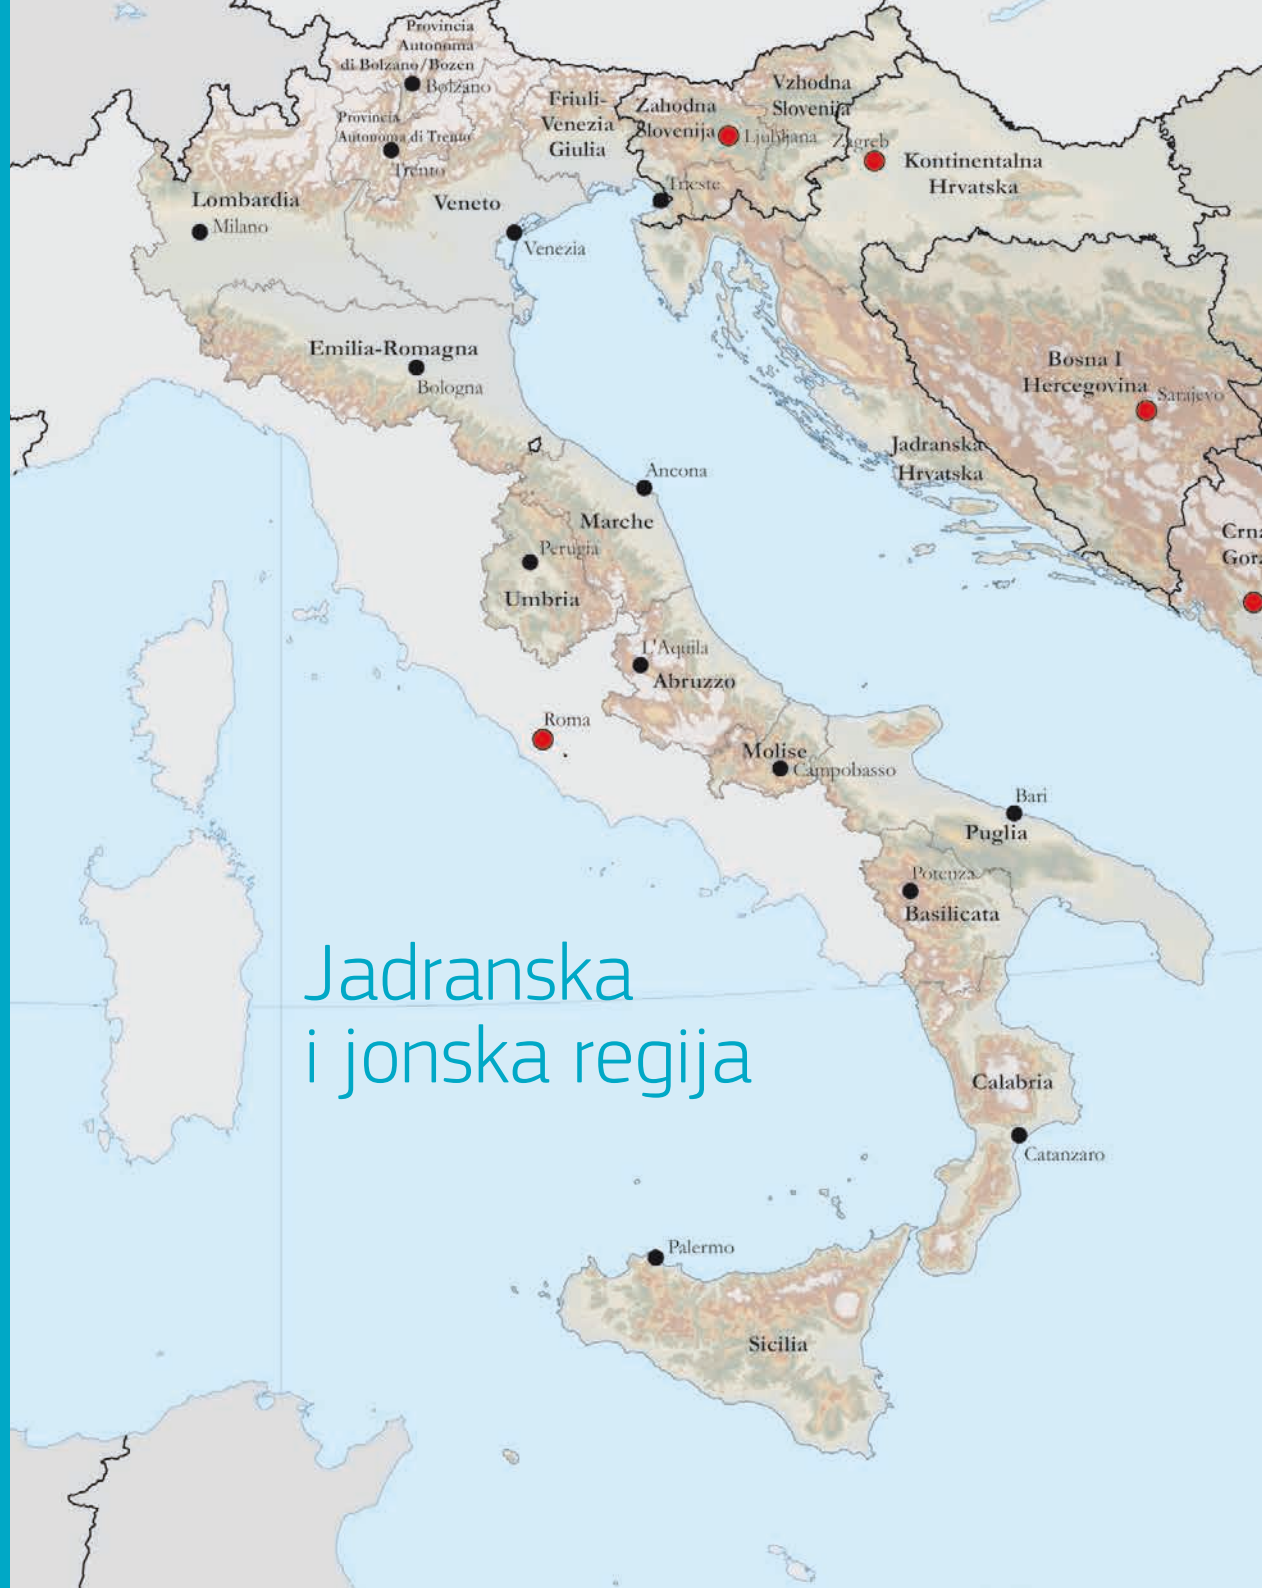 Provincia
Autonoma
di Bolzano/Bozen
Bolzano
Provincia
Autonoma di Trento
Trento
Friuli-
Venezia
Giulia
Zahodna
Slovenija
Ljubljana
Vzhodna
Slovenija
Zagreb
Kontinentalna
Hrvatska
Trieste
Lombardia
Milano
Veneto
Venezia
Emilia-Romagna
Bologna
Bosna I
Hercegovina
Sarajevo
Jadranska
Hrvatska
Ancona
Marche
Perugia
Umbria
Crna
Gora
L'Aquila
Abruzzo
Roma
Molise
Campobasso
Bari
Puglia
Potenza
Basilicata
Jadranska
i jonska regija
Calabria
Catanzaro
Palermo
Sicilia